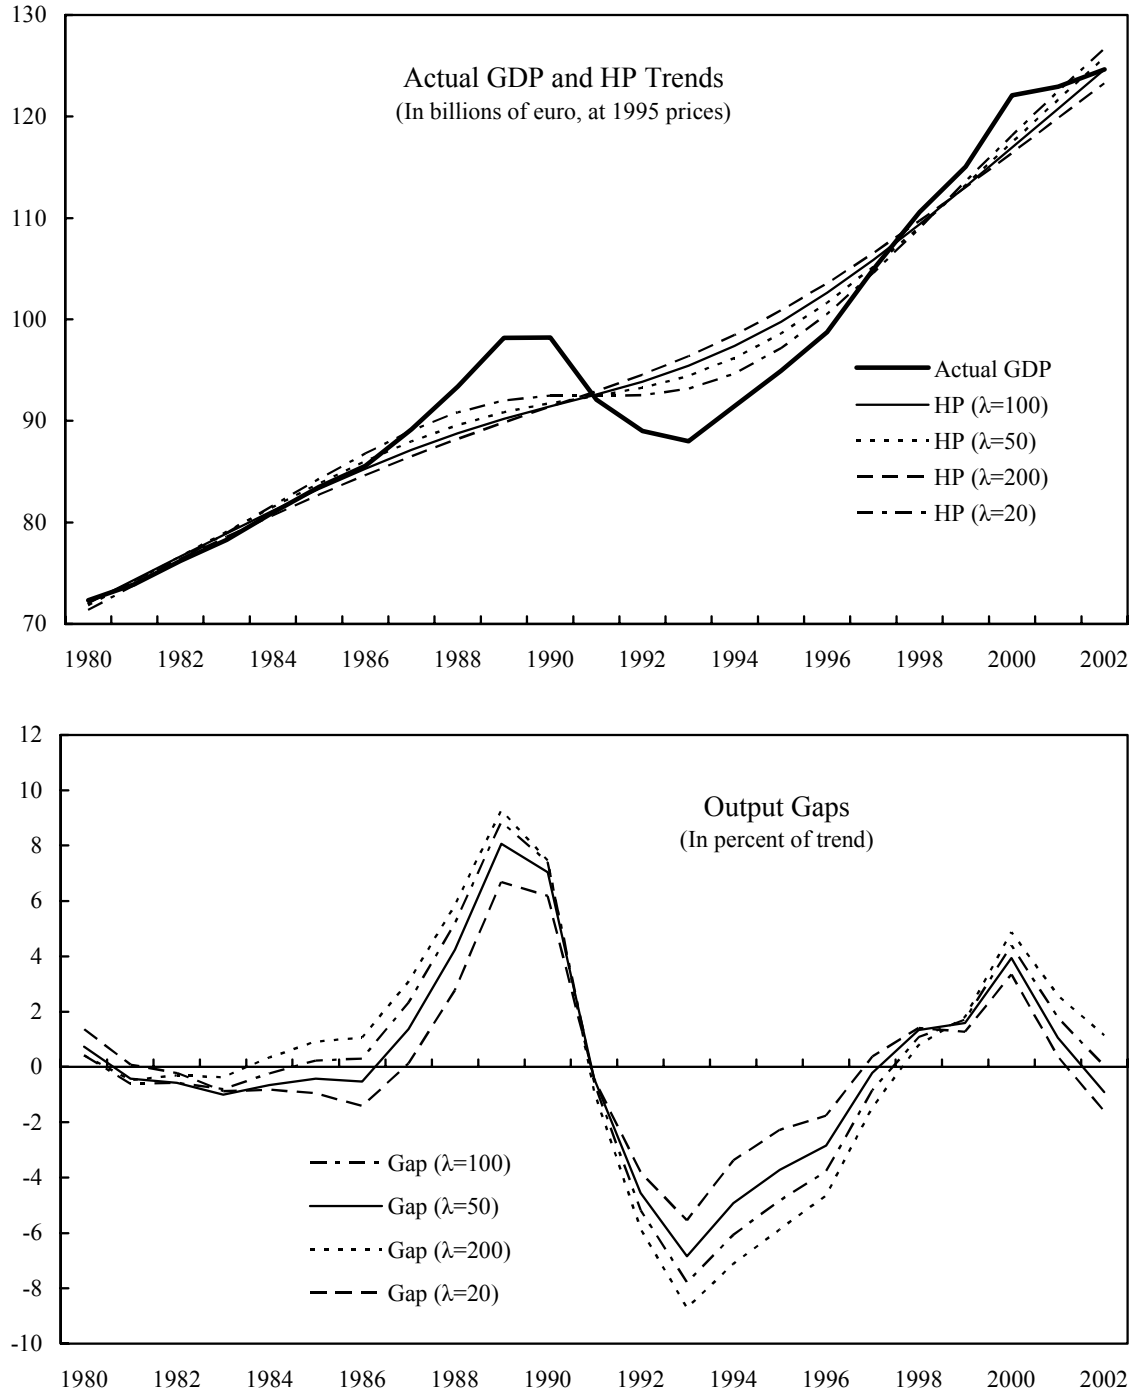 130
Actual GDP and HP Trends
(In billions of euro, at 1995 prices)
120
110
100
Actual GDP
HP (λ=100)
90
HP (λ=50)
HP (λ=200)
HP (λ=20)
80
70
1980 1982 1984 1986 1988 1990 1992 1994 1996 1998 2000 2002
12
10
Output Gaps
(In percent of trend)
8
6
4
2
0
-2
Gap (λ=100)
-4
Gap (λ=50)
-6
Gap (λ=200)
-8
Gap (λ=20)
-10
1980 1982 1984 1986 1988 1990 1992 1994 1996 1998 2000 2002